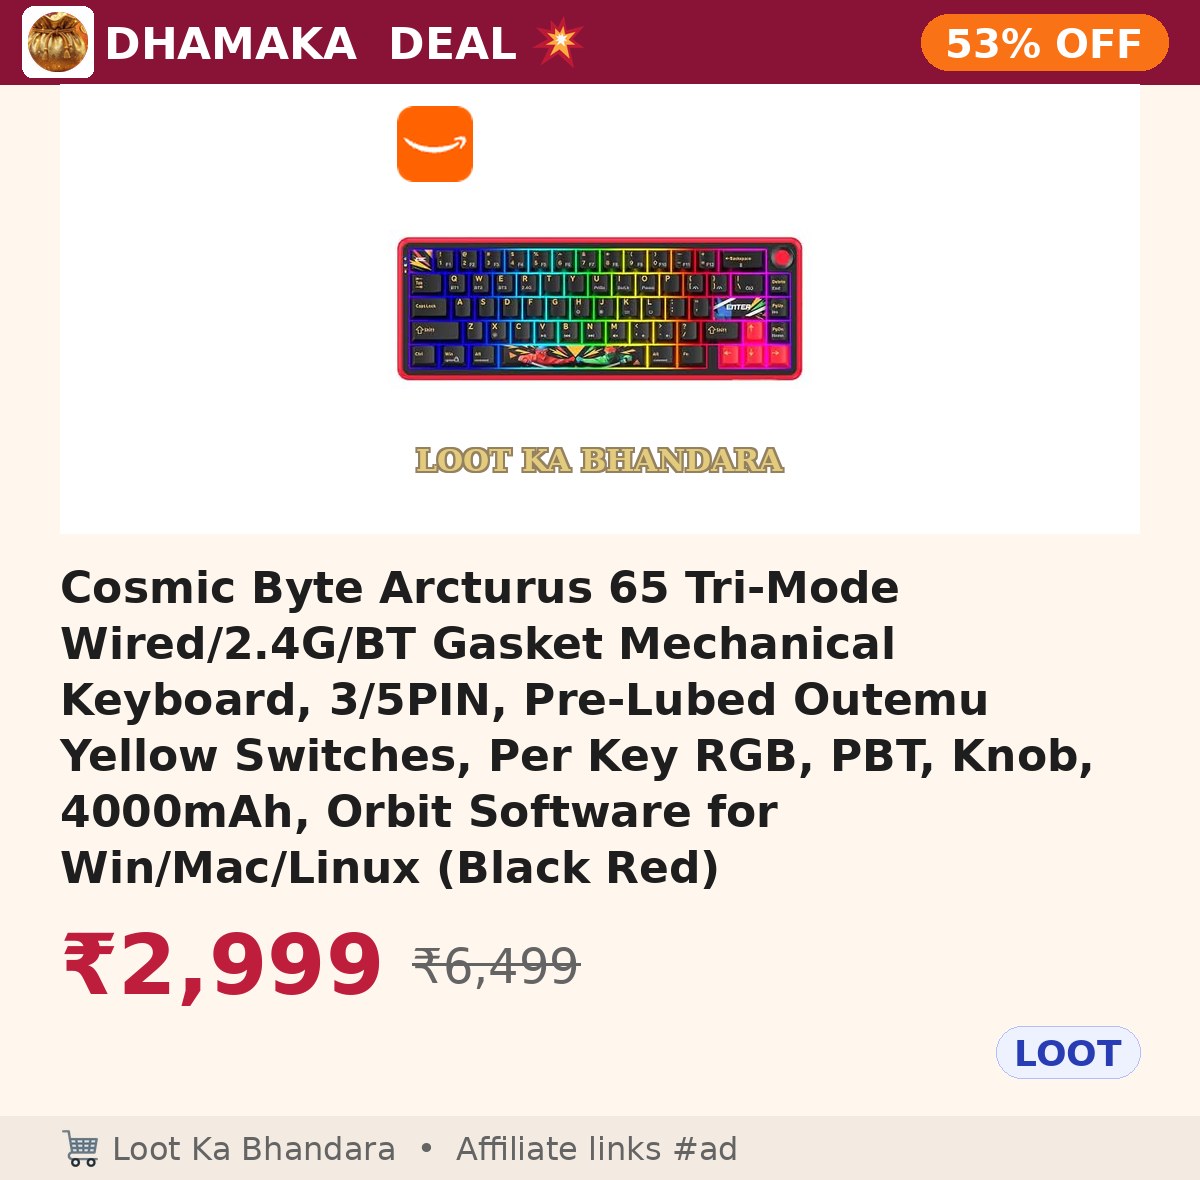 DHAMAKA DEAL 💥
53% OFF
ENTER
LOOT KA BHANDARA
Cosmic Byte Arcturus 65 Tri-Mode
Wired/2.4G/BT Gasket Mechanical
Keyboard, 3/5PIN, Pre-Lubed Outemu
Yellow Switches, Per Key RGB, PBT, Knob,
4000mAh, Orbit Software for
Win/Mac/Linux (Black Red)
₹2,999 ₹6,499
LOOT
Loot Ka Bhandara • Affiliate links #ad